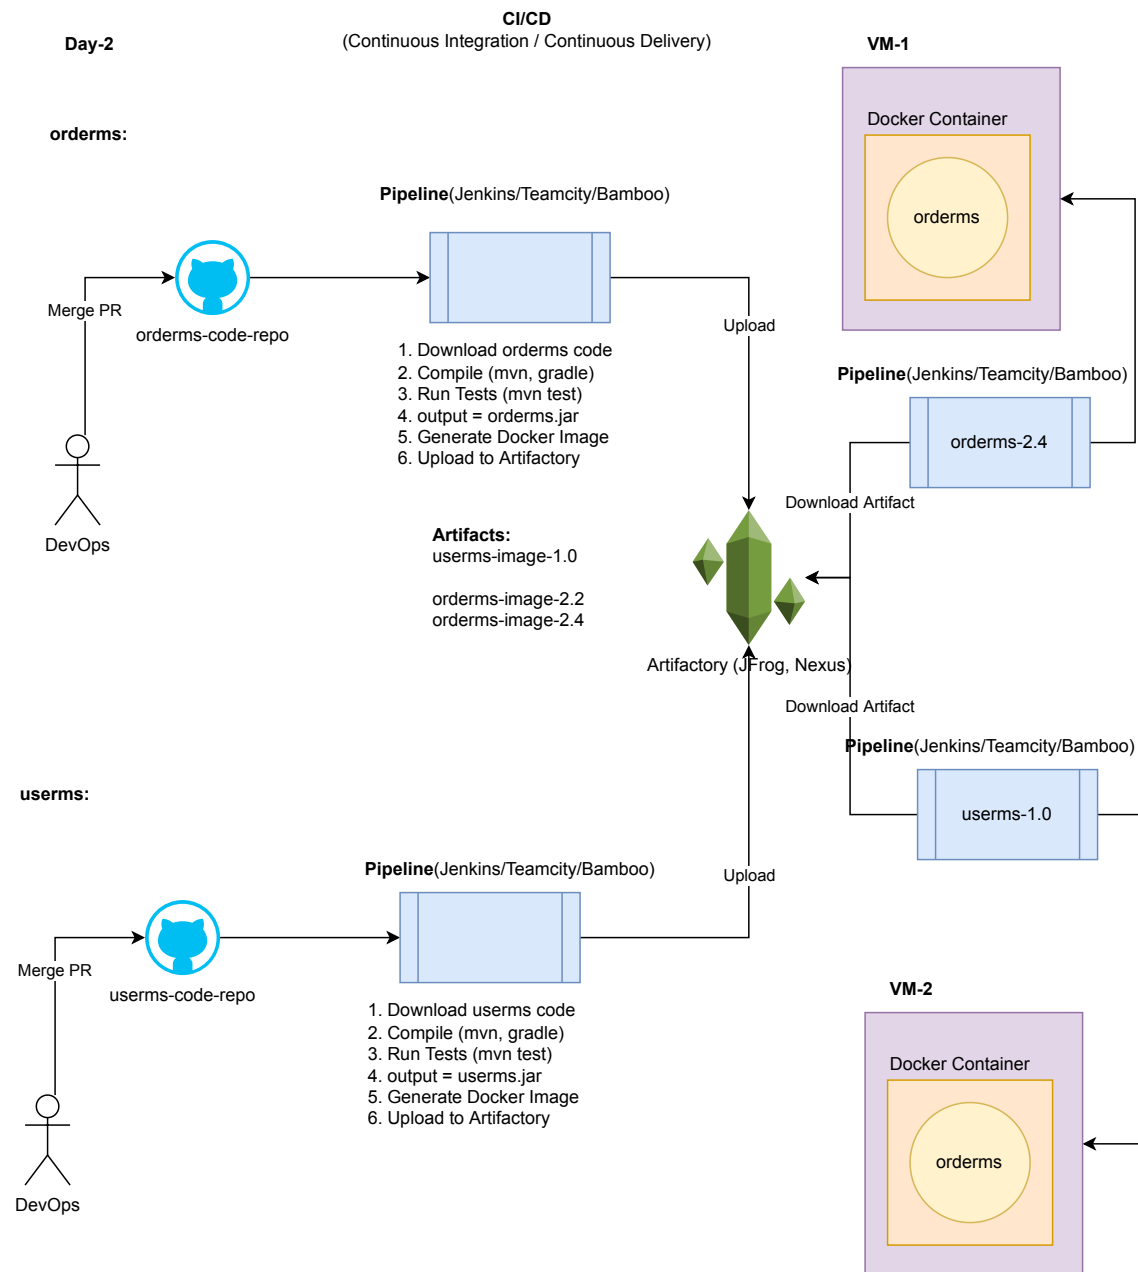 CI/CD
(Continuous Integration / Continuous Delivery)
Day-2
VM-1
Docker Container
orderms
orderms:
Pipeline(Jenkins/Teamcity/Bamboo)
Merge PR
orderms-code-repo
DevOps
1. Download orderms code
2. Compile (mvn, gradle)
3. Run Tests (mvn test)
4. output = orderms.jar
5. Generate Docker Image
6. Upload to Artifactory
Upload
Pipeline(Jenkins/Teamcity/Bamboo)
orderms-2.4
Download Artifact
Artifacts:
userms-image-1.0
orderms-image-2.2
orderms-image-2.4
Artifactory (JFrog, Nexus)
Download Artifact
Pipeline(Jenkins/Teamcity/Bamboo)
userms-1.0
userms:
Pipeline(Jenkins/Teamcity/Bamboo)
Upload
Merge PR
userms-code-repo
DevOps
1. Download userms code
2. Compile (mvn, gradle)
3. Run Tests (mvn test)
4. output = userms.jar
5. Generate Docker Image
6. Upload to Artifactory
VM-2
Docker Container
orderms